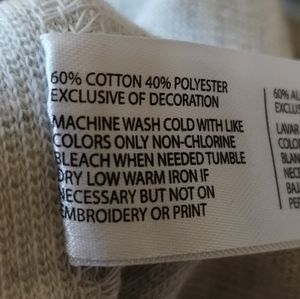 60% COTTON 40% POLYESTER
EXCLUSIVE OF DECORATION
MACHINE WASH COLD WITH LIKE
COLORS ONLY NON-CHLORINE
BLEACH WHEN NEEDED TUMBLE
DRY LOW WARM IRON IF
NECESSARY BUT NOT ON
EMBROIDERY OR PRINT
60% AL
LAVAR
COLOR
BLAN
NECE
BAJ
PE